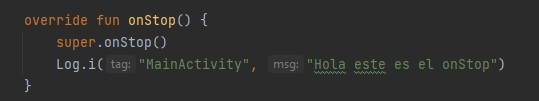 override fun onStop() {
    super.onStop()
    Log.i( tag: "MainActivity", msg: "Hola este es el onStop")
}